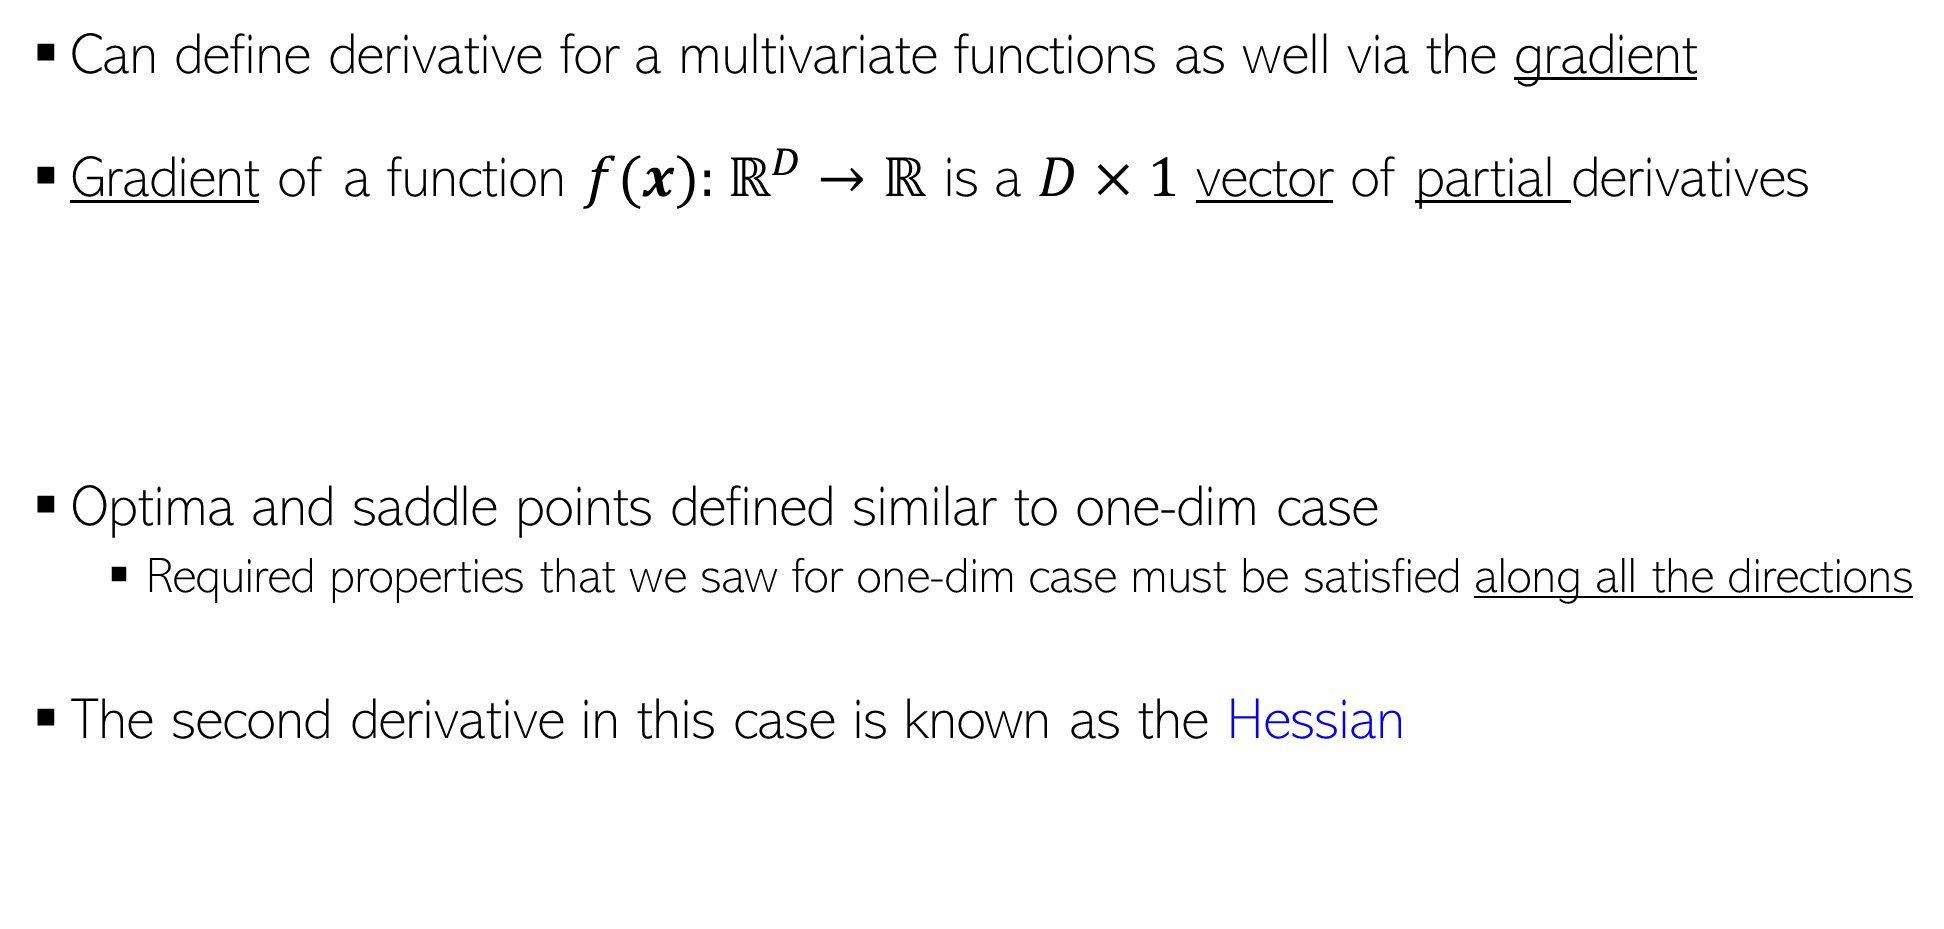 ▪ Can define derivative for a multivariate functions as well via the gradient
▪ Gradient of a function 𝒇(𝒙): ℝᴰ → ℝ is a 𝑫 × 𝟏 vector of partial derivatives
▪ Optima and saddle points defined similar to one-dim case
▪ Required properties that we saw for one-dim case must be satisfied along all the directions
▪ The second derivative in this case is known as the Hessian